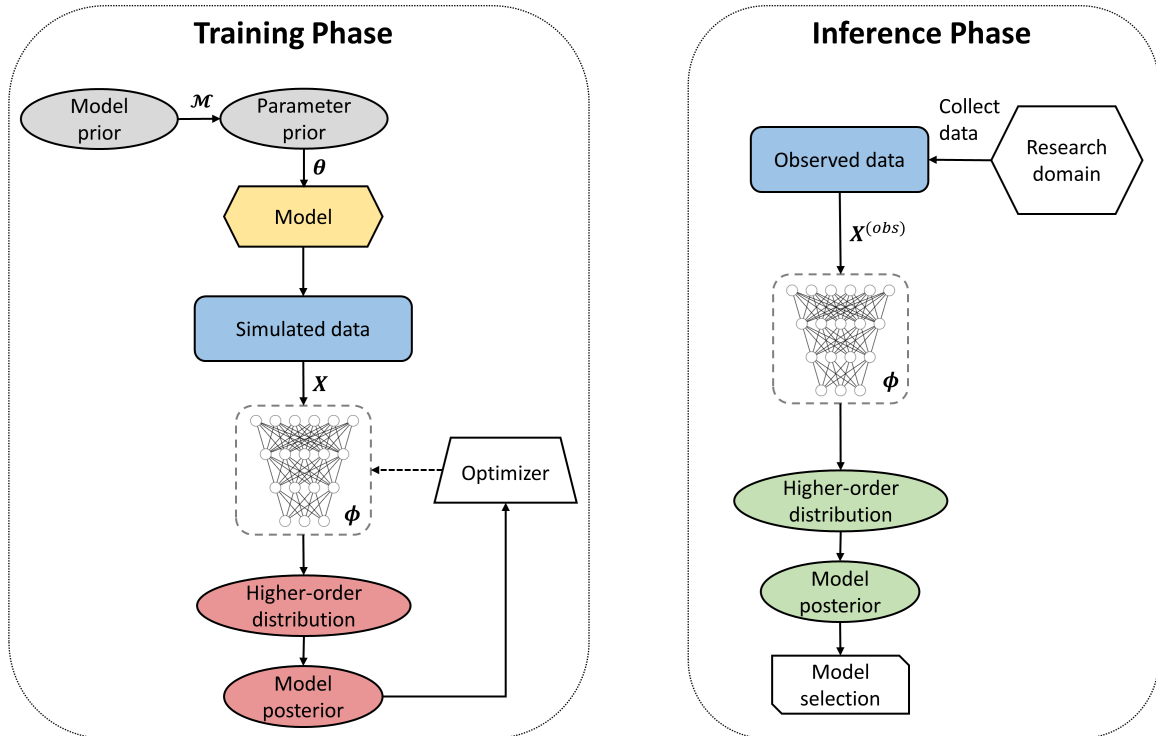 Training Phase
Model
prior
ℳ
Parameter
prior
θ
Model
Simulated data
X
ϕ
Optimizer
Higher-order
distribution
Model
posterior
Inference Phase
Collect
data
Observed data
Research
domain
X^(obs)
ϕ
Higher-order
distribution
Model
posterior
Model
selection